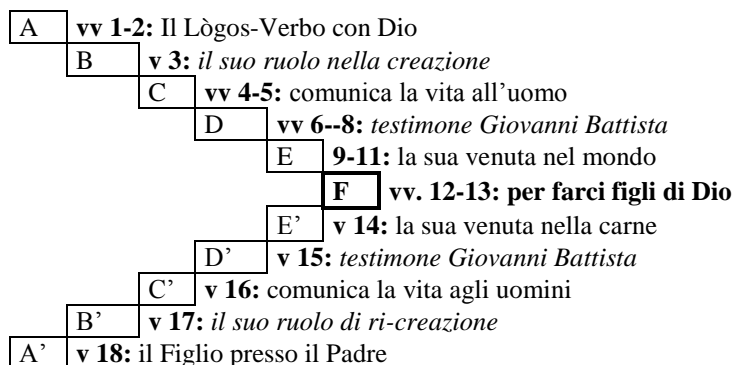 A vv 1-2: Il Lògos-Verbo con Dio
B v 3: il suo ruolo nella creazione
C vv 4-5: comunica la vita all’uomo
D vv 6--8: testimone Giovanni Battista
E 9-11: la sua venuta nel mondo
F vv. 12-13: per farci figli di Dio
E’ v 14: la sua venuta nella carne
D’ v 15: testimone Giovanni Battista
C’ v 16: comunica la vita agli uomini
B’ v 17: il suo ruolo di ri-creazione
A’ v 18: il Figlio presso il Padre